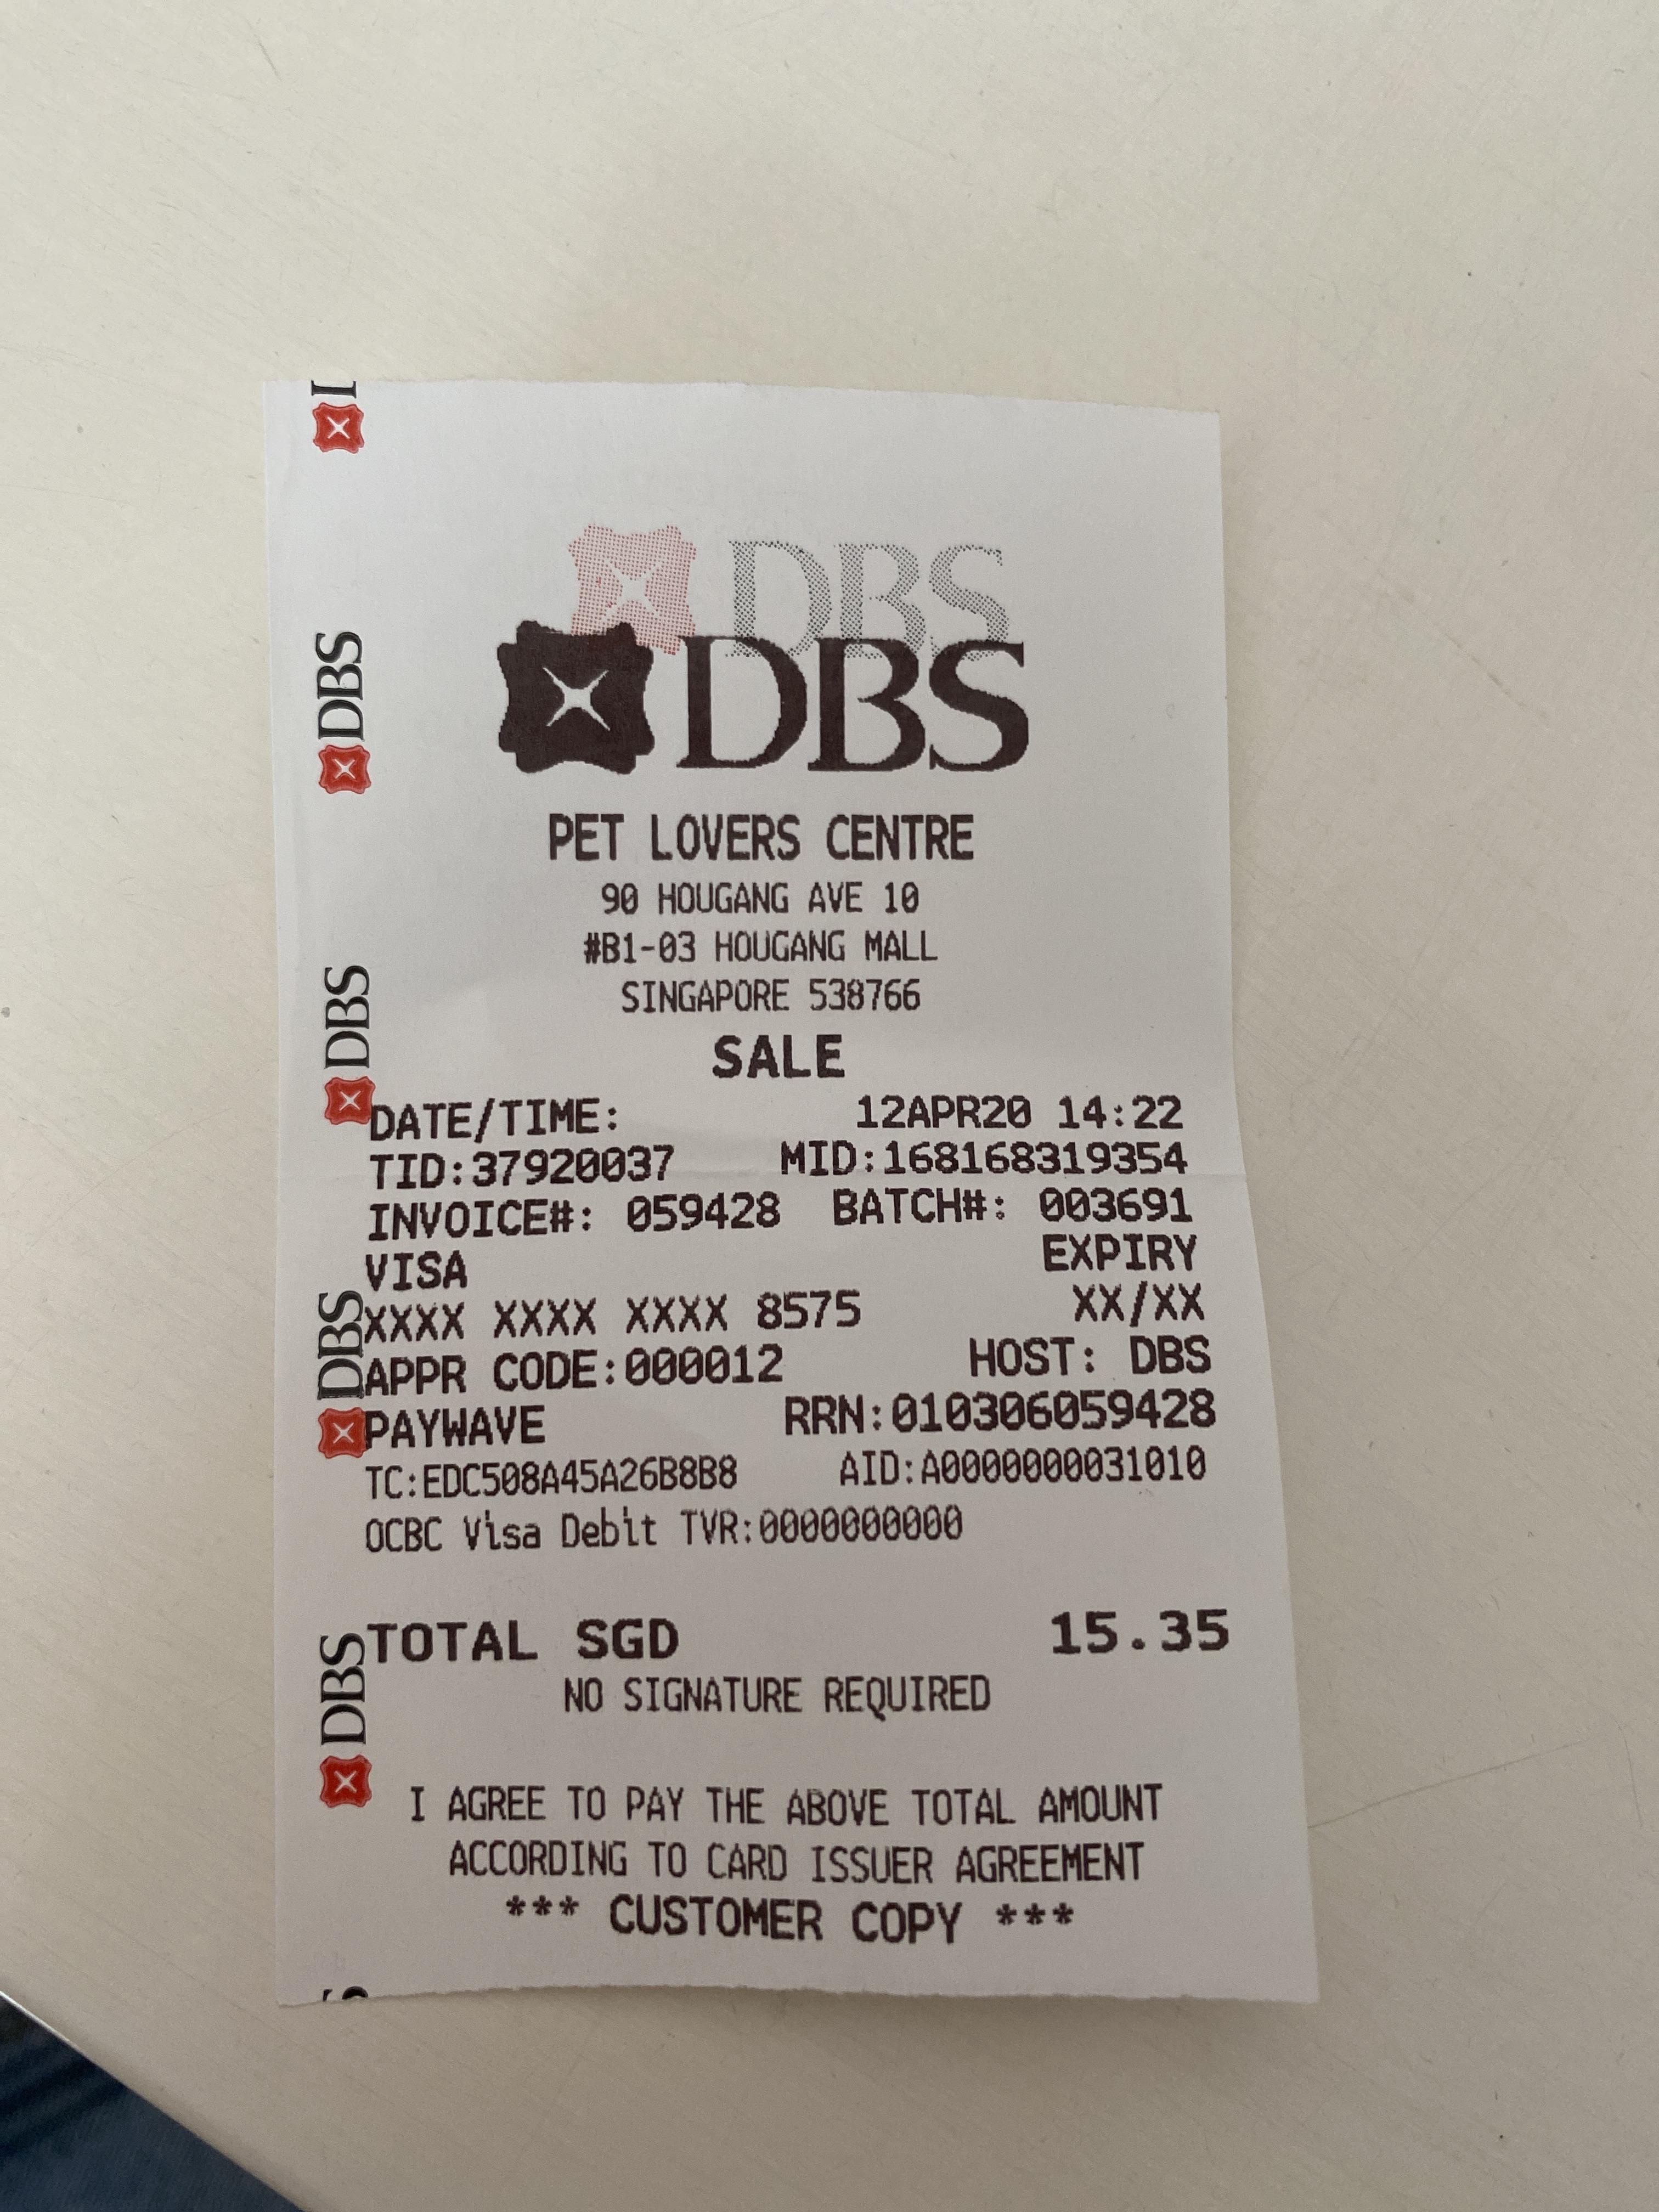 DBS
DBS
PET LOVERS CENTRE
90 HOUGANG AVE 10
#B1-03 HOUGANG MALL
SINGAPORE 538766
SALE
DATE/TIME: 12APR20 14:22
TID:37920037 MID:168168319354
INVOICE#: 059428 BATCH#: 003691
VISA EXPIRY
XXXX XXXX XXXX 8575 XX/XX
APPR CODE:000012 HOST: DBS
PAYWAVE RRN:010306059428
TC:EDC508A45A26B8B8 AID:A0000000031010
OCBC Visa Debit TVR:0000000000
TOTAL SGD 15.35
NO SIGNATURE REQUIRED
I AGREE TO PAY THE ABOVE TOTAL AMOUNT
ACCORDING TO CARD ISSUER AGREEMENT
*** CUSTOMER COPY ***
DBS
DBS
DBS
DBS